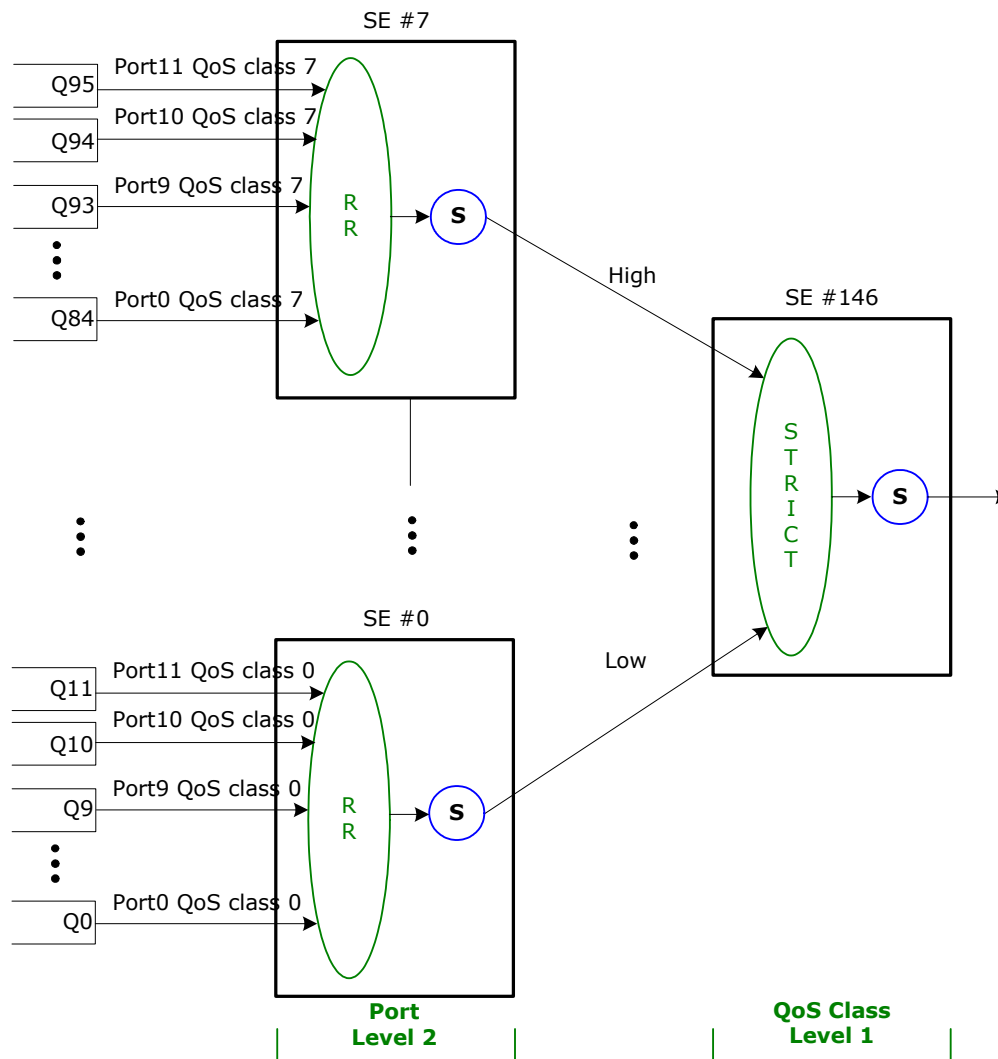 SE #7
Q95
Port11 QoS class 7
Q94
Port10 QoS class 7
Q93
Port9 QoS class 7
Q84
Port0 QoS class 7
R
R
S
High
SE #146
S
T
R
I
C
T
S
SE #0
Low
Q11
Port11 QoS class 0
Q10
Port10 QoS class 0
Q9
Port9 QoS class 0
Q0
Port0 QoS class 0
R
R
S
Port
Level 2
QoS Class
Level 1